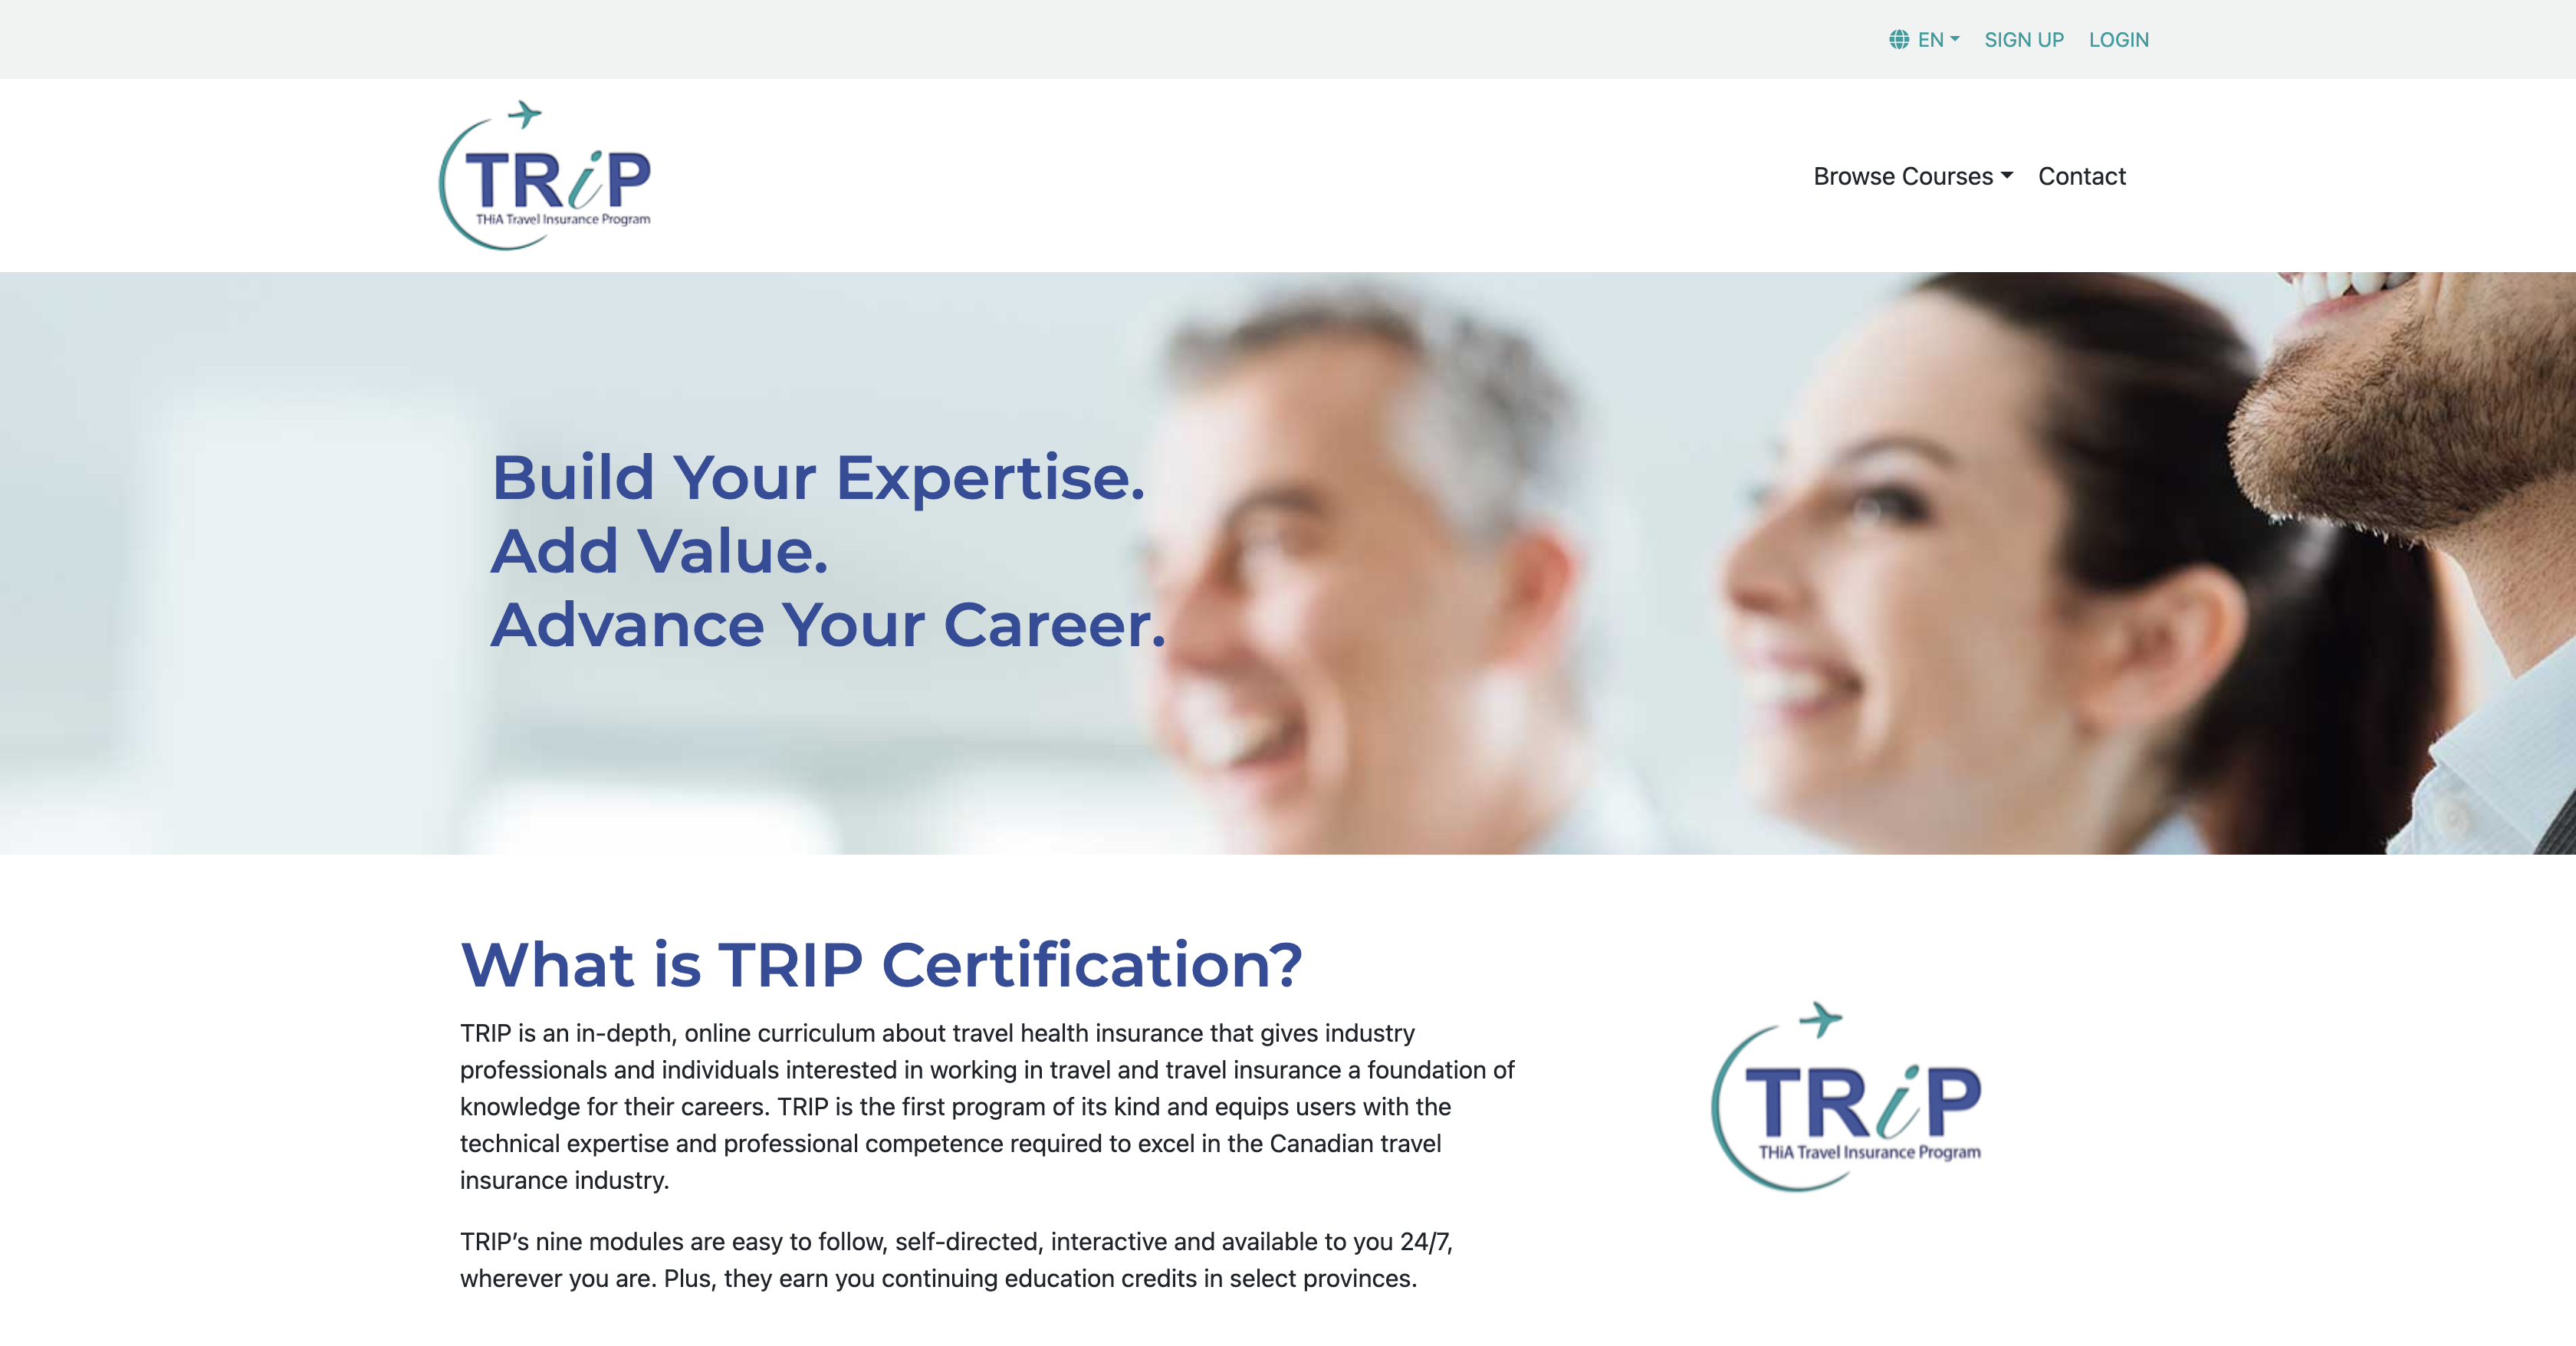 EN SIGN UP LOGIN
TRiP
THiA Travel Insurance Program
Browse Courses Contact
Build Your Expertise.
Add Value.
Advance Your Career.
What is TRIP Certification?
TRIP is an in-depth, online curriculum about travel health insurance that gives industry
professionals and individuals interested in working in travel and travel insurance a foundation of
knowledge for their careers. TRIP is the first program of its kind and equips users with the
technical expertise and professional competence required to excel in the Canadian travel
insurance industry.
TRIP’s nine modules are easy to follow, self-directed, interactive and available to you 24/7,
wherever you are. Plus, they earn you continuing education credits in select provinces.
TRiP
THiA Travel Insurance Program